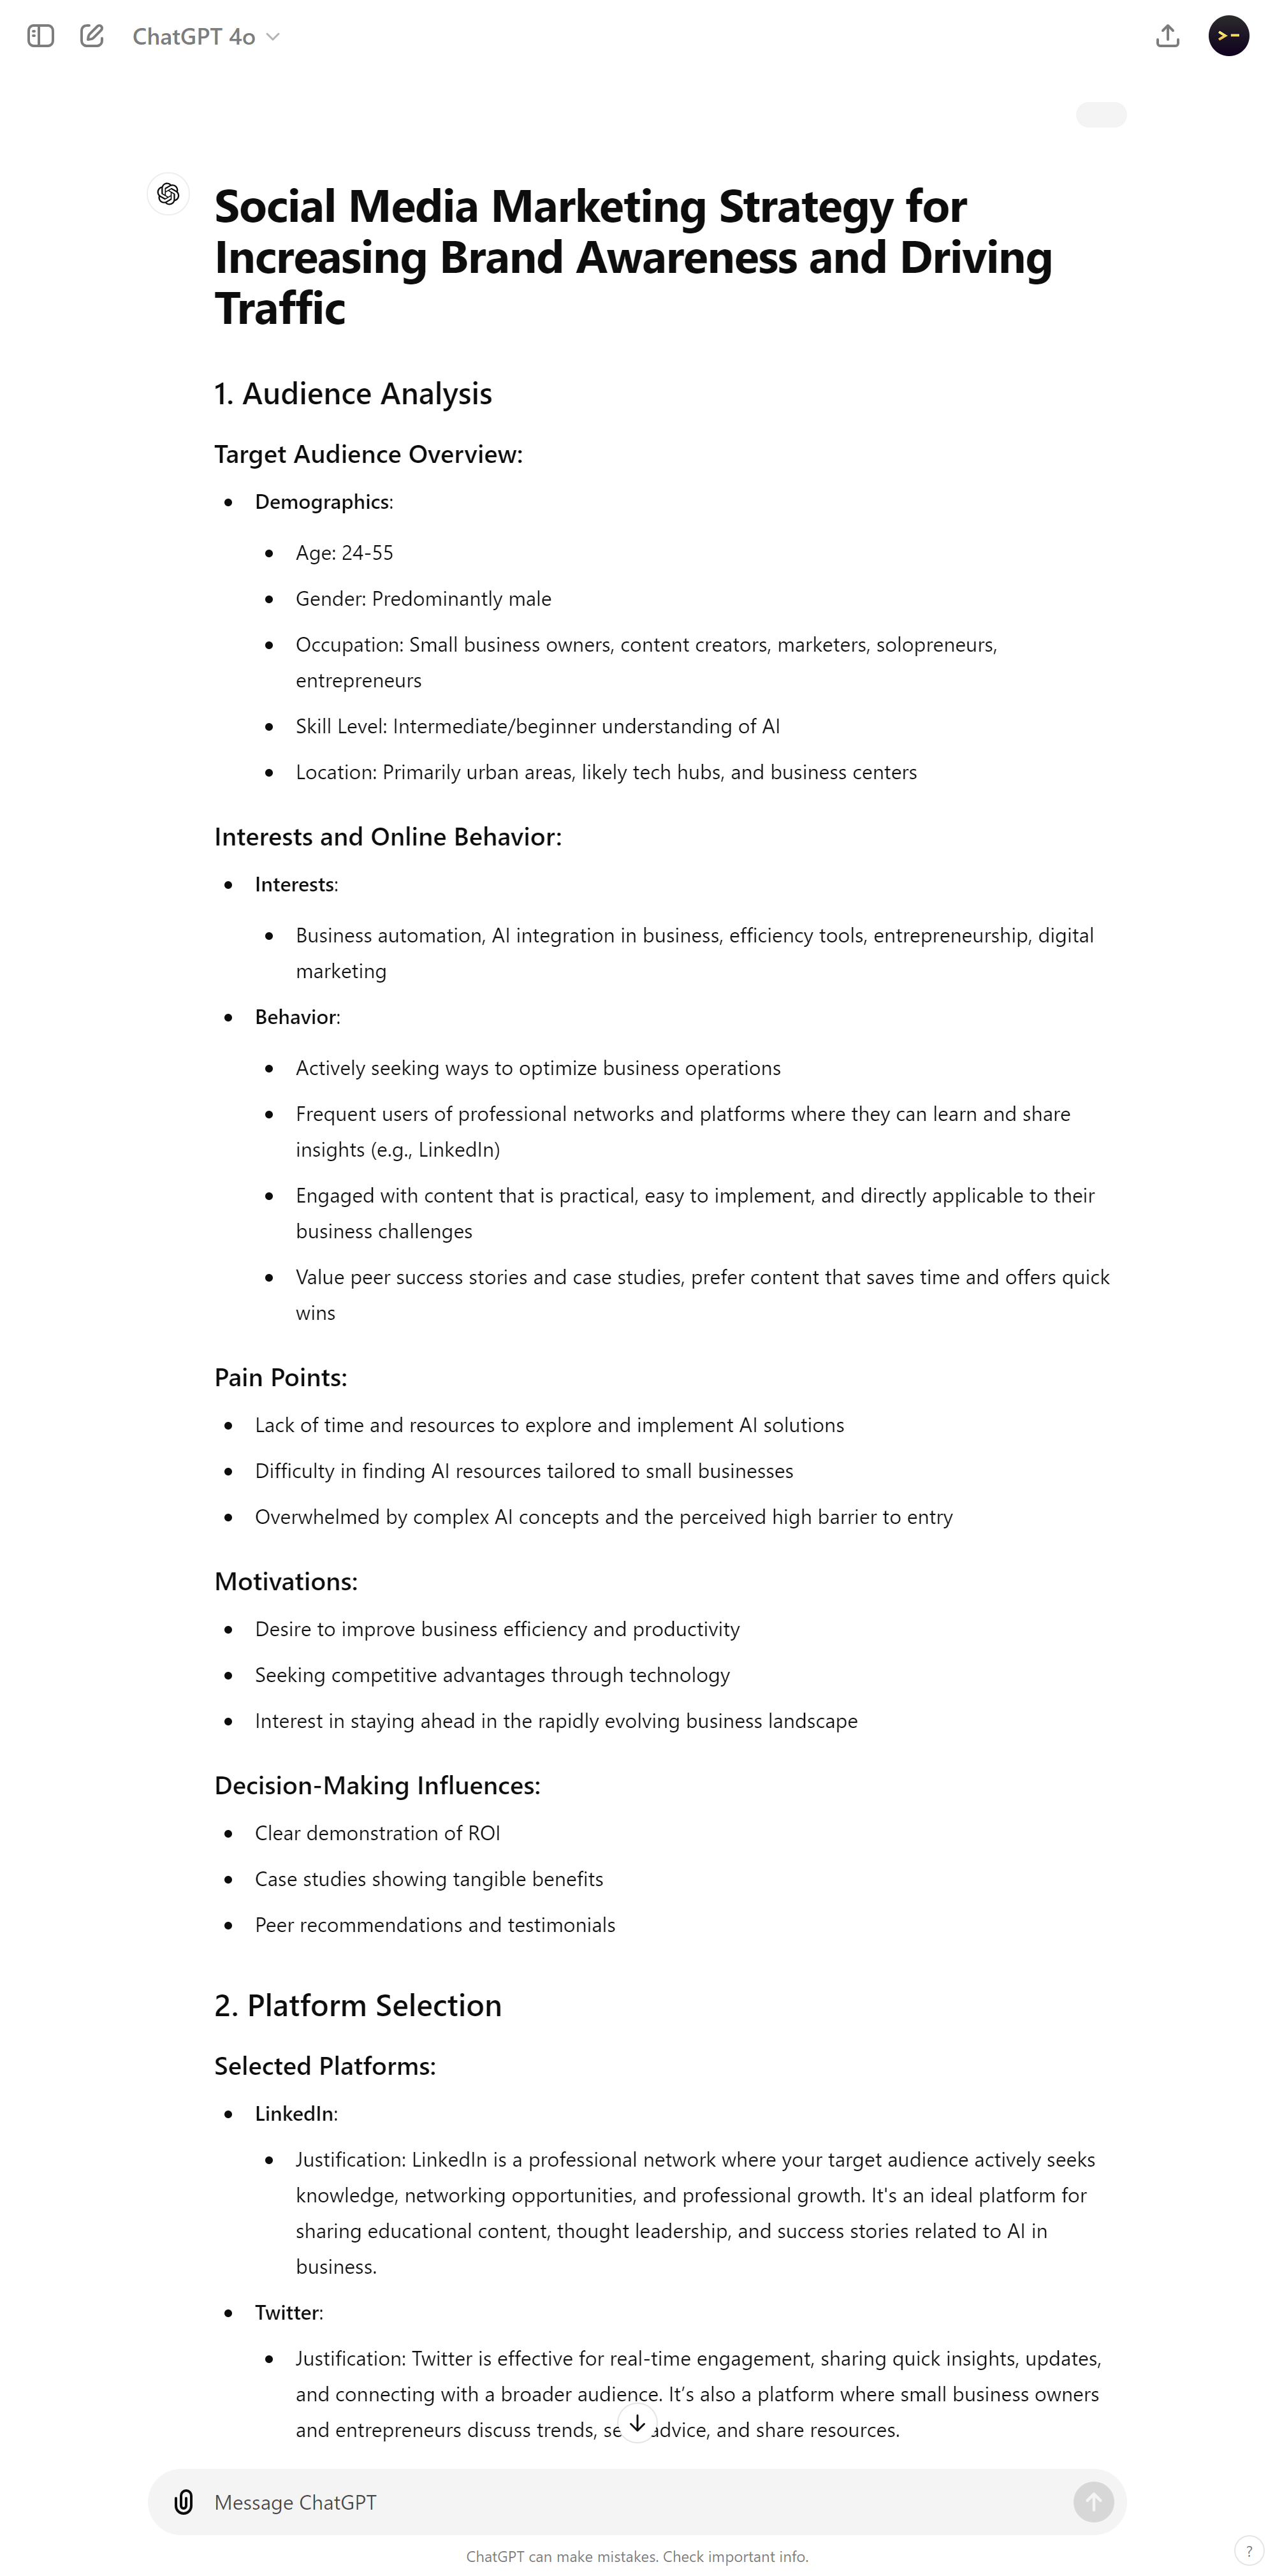 ChatGPT 4o
Social Media Marketing Strategy for
Increasing Brand Awareness and Driving
Traffic
1. Audience Analysis
Target Audience Overview:
• Demographics:
• Age: 24-55
• Gender: Predominantly male
• Occupation: Small business owners, content creators, marketers, solopreneurs,
entrepreneurs
• Skill Level: Intermediate/beginner understanding of AI
• Location: Primarily urban areas, likely tech hubs, and business centers
Interests and Online Behavior:
• Interests:
• Business automation, AI integration in business, efficiency tools, entrepreneurship, digital
marketing
• Behavior:
• Actively seeking ways to optimize business operations
• Frequent users of professional networks and platforms where they can learn and share
insights (e.g., LinkedIn)
• Engaged with content that is practical, easy to implement, and directly applicable to their
business challenges
• Value peer success stories and case studies, prefer content that saves time and offers quick
wins
Pain Points:
• Lack of time and resources to explore and implement AI solutions
• Difficulty in finding AI resources tailored to small businesses
• Overwhelmed by complex AI concepts and the perceived high barrier to entry
Motivations:
• Desire to improve business efficiency and productivity
• Seeking competitive advantages through technology
• Interest in staying ahead in the rapidly evolving business landscape
Decision-Making Influences:
• Clear demonstration of ROI
• Case studies showing tangible benefits
• Peer recommendations and testimonials
2. Platform Selection
Selected Platforms:
• LinkedIn:
• Justification: LinkedIn is a professional network where your target audience actively seeks
knowledge, networking opportunities, and professional growth. It's an ideal platform for
sharing educational content, thought leadership, and success stories related to AI in
business.
• Twitter:
• Justification: Twitter is effective for real-time engagement, sharing quick insights, updates,
and connecting with a broader audience. It’s also a platform where small business owners
and entrepreneurs discuss trends, advice, and share resources.
Message ChatGPT
ChatGPT can make mistakes. Check important info.
?